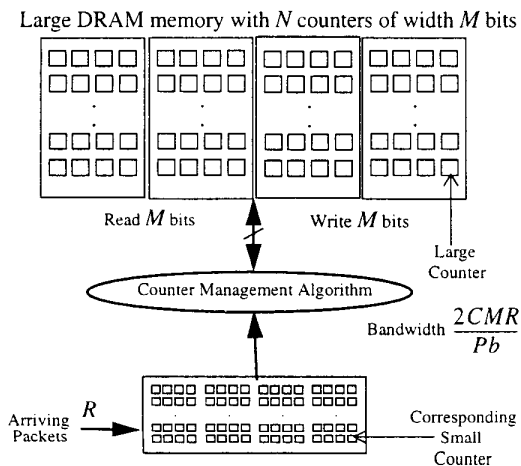 Large DRAM memory with N counters of width M bits
Read M bits
Write M bits
Large
Counter
Counter Management Algorithm
Bandwidth 2CMR/Pb
Arriving
Packets
R
Corresponding
Small
Counter